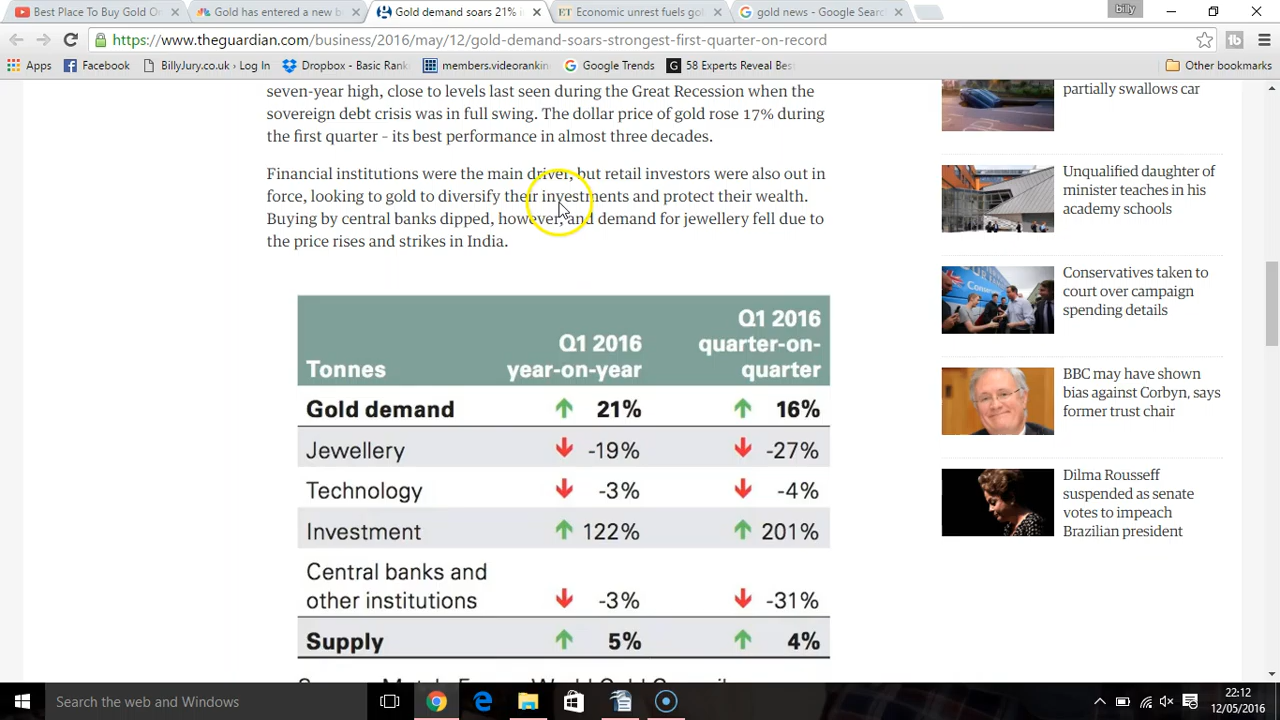 Best Place To Buy Gold On
Gold has entered a new b
Gold demand soars 21% i
Economic unrest fuels gol
gold news - Google Searc
billy
https://www.theguardian.com/business/2016/may/12/gold-demand-soars-strongest-first-quarter-on-record
Apps
Facebook
BillyJury.co.uk › Log In
Dropbox - Basic Rank
members.videorankin
Google Trends
58 Experts Reveal Bes
Other bookmarks
seven-year high, close to levels last seen during the Great Recession when the
sovereign debt crisis was in full swing. The dollar price of gold rose 17% during
the first quarter – its best performance in almost three decades.
Financial institutions were the main driver, but retail investors were also out in
force, looking to gold to diversify their investments and protect their wealth.
Buying by central banks dipped, however, and demand for jewellery fell due to
the price rises and strikes in India.
Tonnes
Q1 2016
year-on-year
Q1 2016
quarter-on-
quarter
Gold demand 21% 16%
Jewellery -19% -27%
Technology -3% -4%
Investment 122% 201%
Central banks and
other institutions -3% -31%
Supply 5% 4%
partially swallows car
Unqualified daughter of
minister teaches in his
academy schools
Conservatives taken to
court over campaign
spending details
BBC may have shown
bias against Corbyn, says
former trust chair
Dilma Rousseff
suspended as senate
votes to impeach
Brazilian president
Search the web and Windows
22:12
12/05/2016